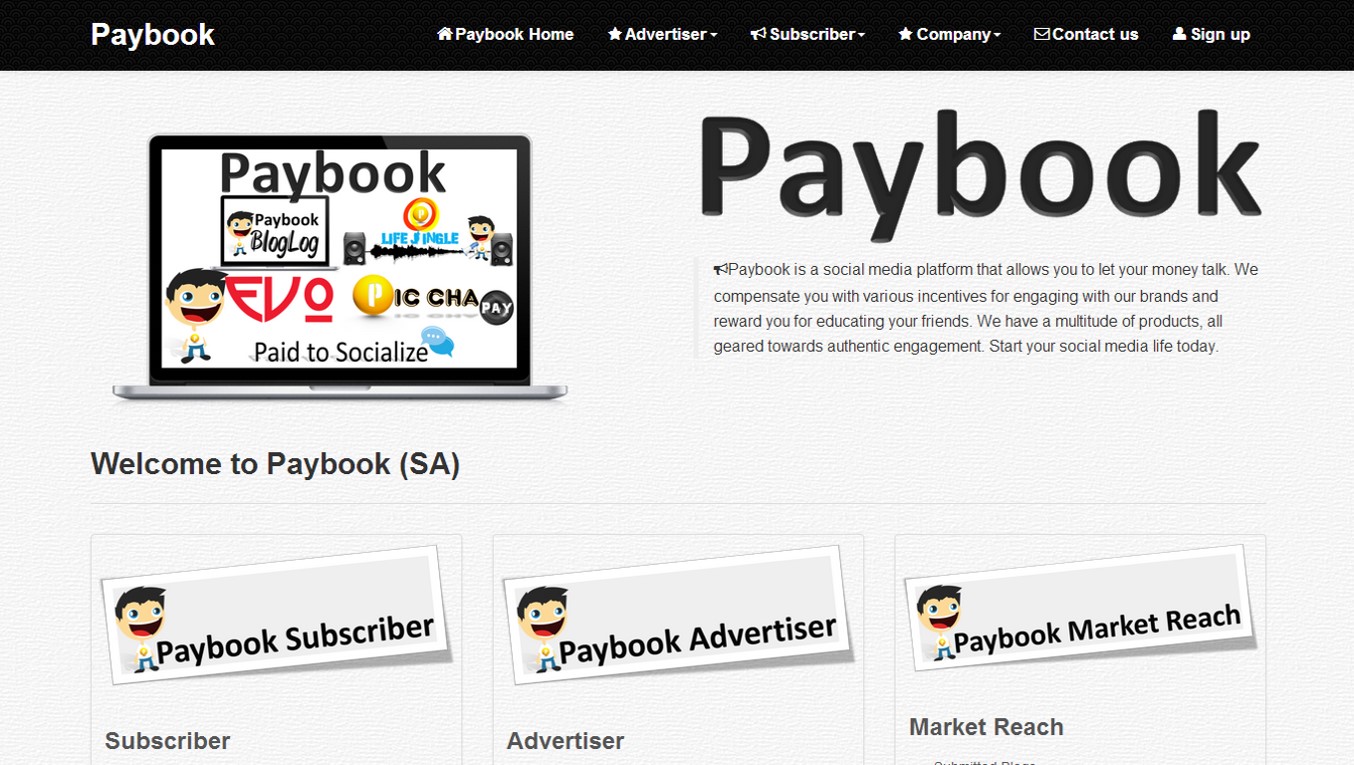 Paybook
Paybook Home
Advertiser
Subscriber
Company
Contact us
Sign up
Paybook
Paybook
BlogLog
P
LIFE JINGLE
EVO
PIC CHA
PAY
Paid to Socialize
Paybook
Paybook is a social media platform that allows you to let your money talk. We
compensate you with various incentives for engaging with our brands and
reward you for educating your friends. We have a multitude of products, all
geared towards authentic engagement. Start your social media life today.
Welcome to Paybook (SA)
Paybook Subscriber
Paybook Advertiser
Paybook Market Reach
Subscriber
Advertiser
Market Reach
Submitted Blogs